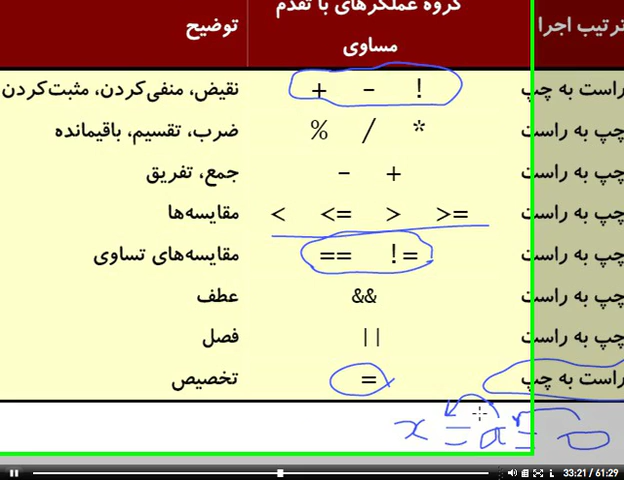 ترتیب اجرا گروه عملگرهای با تقدم مساوی توضیح
راست به چپ + - ! نقیض، منفی‌کردن، مثبت‌کردن
چپ به راست % / * ضرب، تقسیم، باقیمانده
چپ به راست - + جمع، تفریق
چپ به راست < <= > >= مقایسه‌ها
چپ به راست == != مقایسه‌های تساوی
چپ به راست && عطف
چپ به راست || فصل
راست به چپ = تخصیص
x = a =
33:21 / 61:29